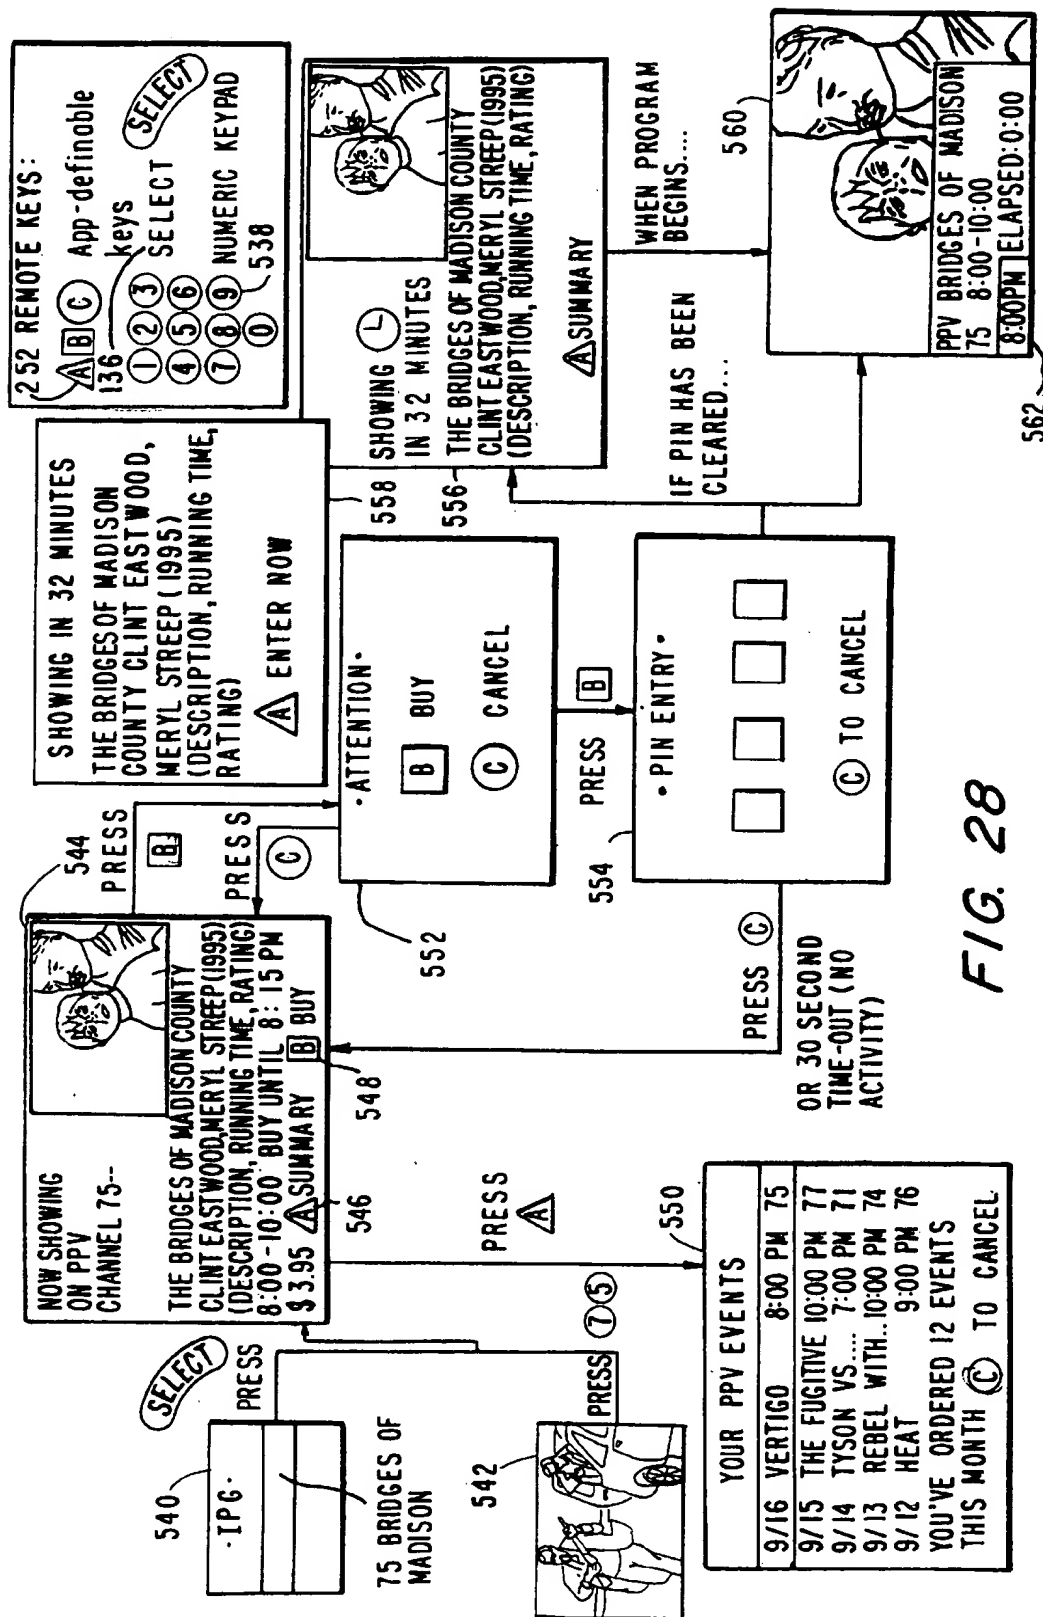 252 REMOTE KEYS:
A B C App-definable
keys
136
1 2 3 SELECT
4 5 6
7 8 9 NUMERIC KEYPAD
0 538
SELECT
SHOWING IN 32 MINUTES
THE BRIDGES OF MADISON
COUNTY CLINT EASTWOOD,
MERYL STREEP (1995)
(DESCRIPTION, RUNNING TIME,
RATING)
A ENTER NOW
558
544
NOW SHOWING
ON PPV
CHANNEL 75--
THE BRIDGES OF MADISON COUNTY
CLINT EASTWOOD, MERYL STREEP (1995)
(DESCRIPTION, RUNNING TIME, RATING)
8:00-10:00 BUY UNTIL 8:15 PM
$3.95 A SUMMARY B BUY
546
548
PRESS
B
PRESS
C
SELECT
PRESS
540
·IPG·
75 BRIDGES OF
MADISON
542
PRESS 7 5
PRESS
A
550
YOUR PPV EVENTS
9/16 VERTIGO 8:00 PM 75
9/15 THE FUGITIVE 10:00 PM 77
9/14 TYSON VS.... 7:00 PM 71
9/13 REBEL WITH.. 10:00 PM 74
9/12 HEAT 9:00 PM 76
YOU'VE ORDERED 12 EVENTS
THIS MONTH C TO CANCEL
552
·ATTENTION·
B BUY
C CANCEL
PRESS B
554
·PIN ENTRY·
C TO CANCEL
PRESS C
OR 30 SECOND
TIME-OUT (NO
ACTIVITY)
556
SHOWING
IN 32 MINUTES
THE BRIDGES OF MADISON COUNTY
CLINT EASTWOOD, MERYL STREEP (1995)
(DESCRIPTION, RUNNING TIME, RATING)
A SUMMARY
IF PIN HAS BEEN
CLEARED...
WHEN PROGRAM
BEGINS...
560
PPV BRIDGES OF MADISON
75 8:00-10:00
8:00PM ELAPSED: 0:00
562
FIG. 28